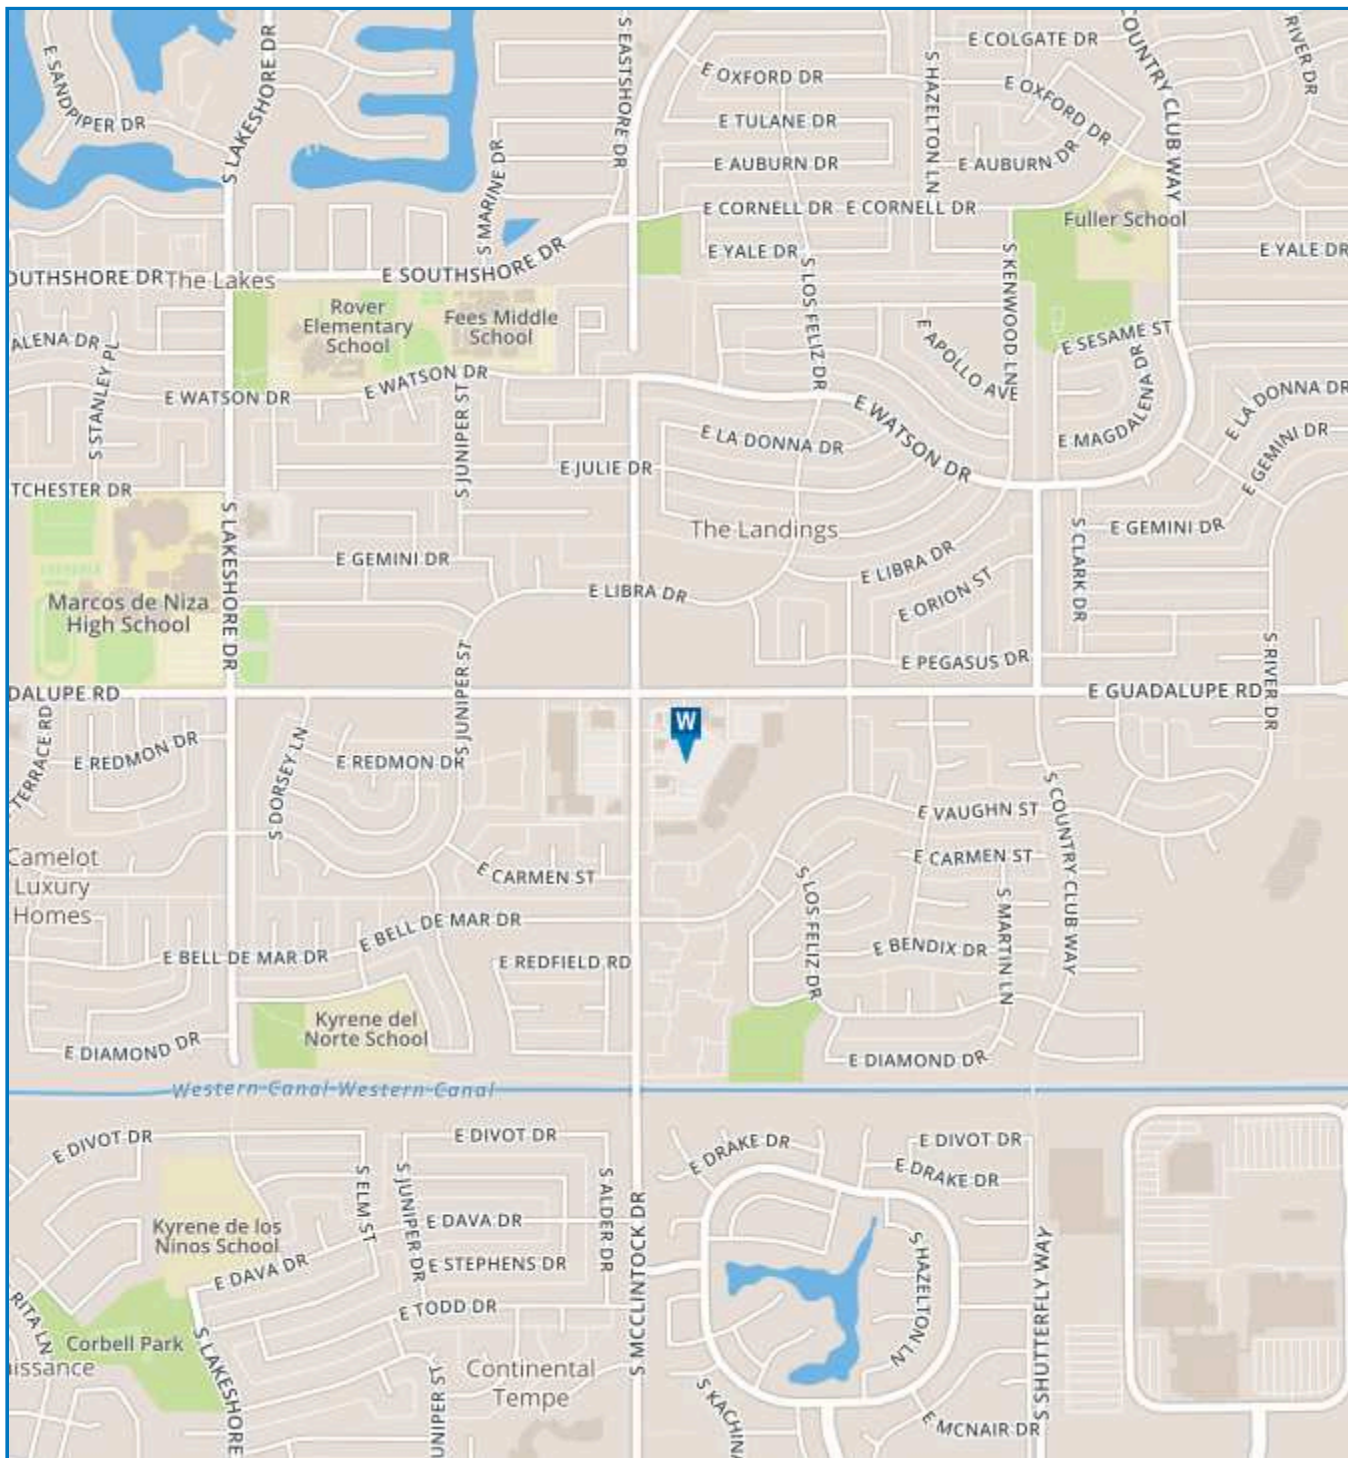 S EASTSHORE DR
E COLGATE DR
COUNTRY CLUB WAY
RIVER DR
E SANDPIPER DR
S LAKESHORE DR
E OXFORD DR
S HAZELTON LN
E OXFORD DR
E TULANE DR
E AUBURN DR
E AUBURN DR
S MARINE DR
E CORNELL DR
E CORNELL DR
Fuller School
E YALE DR
E YALE DR
OUTHSHORE DR
The Lakes
E SOUTHSHORE DR
S LOS FELIZ DR
S KENWOOD LN
Rover
Elementary
School
Fees Middle
School
ALENA DR
S STANLEY PL
E APOLLO AVE
E SESAME ST
E WATSON DR
E WATSON DR
S JUNIPER ST
E WATSON DR
E MAGDALENA DR
E LA DONNA DR
E LA DONNA DR
E GEMINI DR
E JULIE DR
TCHESTER DR
S LAKESHORE DR
The Landings
S CLARK DR
E GEMINI DR
E GEMINI DR
E LIBRA DR
E LIBRA DR
E ORION ST
Marcos de Niza
High School
S JUNIPER ST
E PEGASUS DR
S RIVER DR
DALUPE RD
E GUADALUPE RD
W
TERRACE RD
E REDMON DR
S DORSEY LN
E REDMON DR
S COUNTRY CLUB WAY
E VAUGHN ST
Camelot
Luxury
Homes
E CARMEN ST
E CARMEN ST
S LOS FELIZ DR
S MARTIN LN
E BELL DE MAR DR
E BELL DE MAR DR
E REDFIELD RD
E BENDIX DR
Kyrene del
Norte School
E DIAMOND DR
E DIAMOND DR
Western Canal Western Canal
E DIVOT DR
E DIVOT DR
E DRAKE DR
E DIVOT DR
E DRAKE DR
S ELM ST
S JUNIPER DR
S ALDER DR
S MCCLINTOCK DR
Kyrene de los
Ninos School
E DAVA DR
E DAVA DR
E STEPHENS DR
S HAZELTON LN
S SHUTTERFLY WAY
RITA LN
E TODD DR
Corbell Park
aissance
S LAKESHORE
UNIPER ST
Continental
Tempe
S KACHINA
E MCNAIR DR